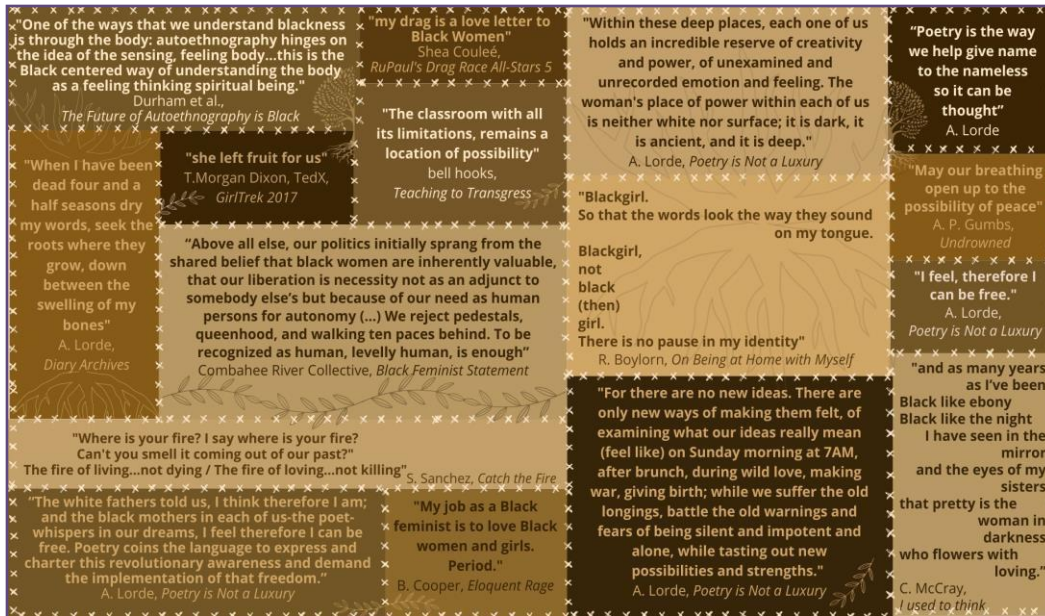 "One of the ways that we understand blackness
is through the body: autoethnography hinges on
the idea of the sensing, feeling body...this is the
Black centered way of understanding the body
as a feeling thinking spiritual being."
Durham et al.,
The Future of Autoethnography is Black
"my drag is a love letter to
Black Women"
Shea Couleé,
RuPaul's Drag Race All-Stars 5
"Within these deep places, each one of us
holds an incredible reserve of creativity
and power, of unexamined and
unrecorded emotion and feeling. The
woman's place of power within each of us
is neither white nor surface; it is dark, it
is ancient, and it is deep."
A. Lorde, Poetry is Not a Luxury
“Poetry is the way
we help give name
to the nameless
so it can be
thought”
A. Lorde
"When I have been
dead four and a
half seasons dry
my words, seek the
roots where they
grow, down
between the
swelling of my
bones"
A. Lorde,
Diary Archives
"she left fruit for us"
T.Morgan Dixon, TedX,
GirlTrek 2017
"The classroom with all
its limitations, remains a
location of possibility"
bell hooks,
Teaching to Transgress
"May our breathing
open up to the
possibility of peace"
A. P. Gumbs,
Undrowned
"Blackgirl.
So that the words look the way they sound
on my tongue.
Blackgirl,
not
black
(then)
girl.
There is no pause in my identity"
R. Boylorn, On Being at Home with Myself
“Above all else, our politics initially sprang from the
shared belief that black women are inherently valuable,
that our liberation is necessity not as an adjunct to
somebody else’s but because of our need as human
persons for autonomy (...) We reject pedestals,
queenhood, and walking ten paces behind. To be
recognized as human, levelly human, is enough”
Combahee River Collective, Black Feminist Statement
"I feel, therefore I
can be free."
A. Lorde,
Poetry is Not a Luxury
"and as many years
as I’ve been
Black like ebony
Black like the night
I have seen in the
mirror
and the eyes of my
sisters
that pretty is the
woman in
darkness
who flowers with
loving.”
C. McCray,
I used to think
"For there are no new ideas. There are
only new ways of making them felt, of
examining what our ideas really mean
(feel like) on Sunday morning at 7AM,
after brunch, during wild love, making
war, giving birth; while we suffer the old
longings, battle the old warnings and
fears of being silent and impotent and
alone, while tasting out new
possibilities and strengths."
A. Lorde, Poetry is Not a Luxury
"Where is your fire? I say where is your fire?
Can't you smell it coming out of our past?"
The fire of living...not dying / The fire of loving...not killing"
S. Sanchez, Catch the Fire
“The white fathers told us, I think therefore I am;
and the black mothers in each of us-the poet-
whispers in our dreams, I feel therefore I can be
free. Poetry coins the language to express and
charter this revolutionary awareness and demand
the implementation of that freedom.”
A. Lorde, Poetry is Not a Luxury
"My job as a Black
feminist is to love Black
women and girls.
Period."
B. Cooper, Eloquent Rage